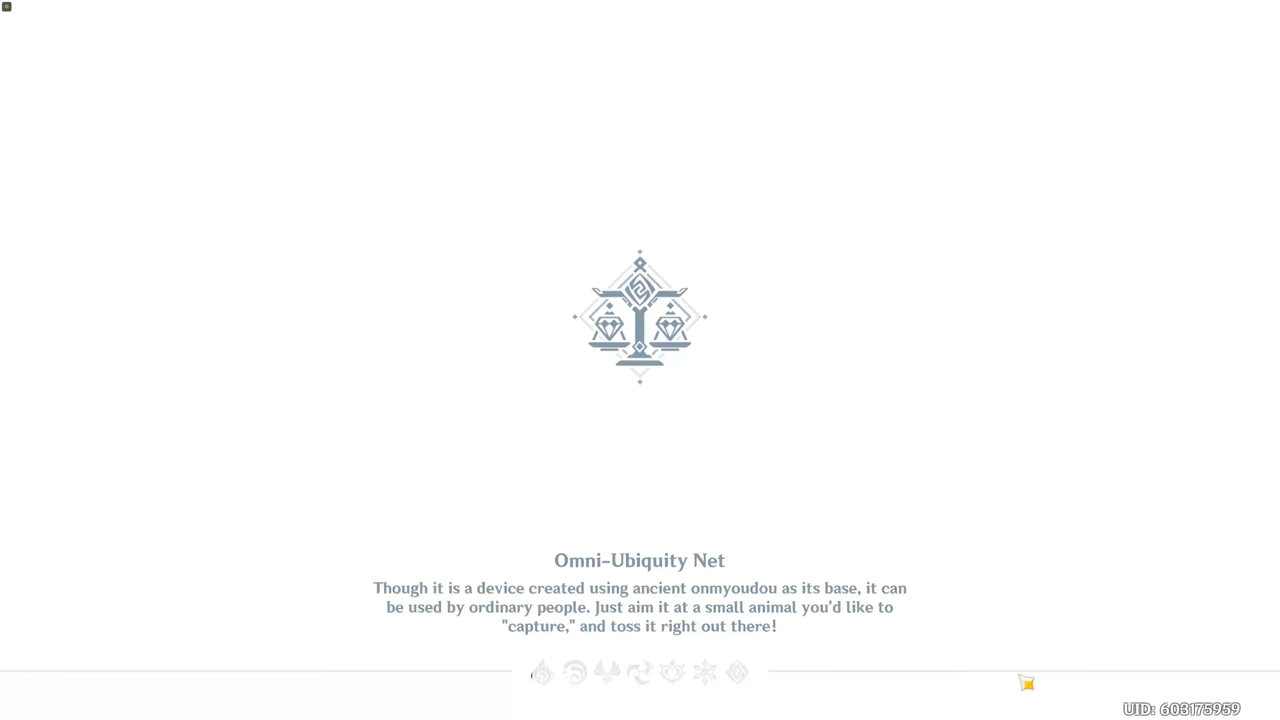 Omni-Ubiquity Net
Though it is a device created using ancient onmyoudou as its base, it can
be used by ordinary people. Just aim it at a small animal you'd like to
"capture," and toss it right out there!
UID: 603175959